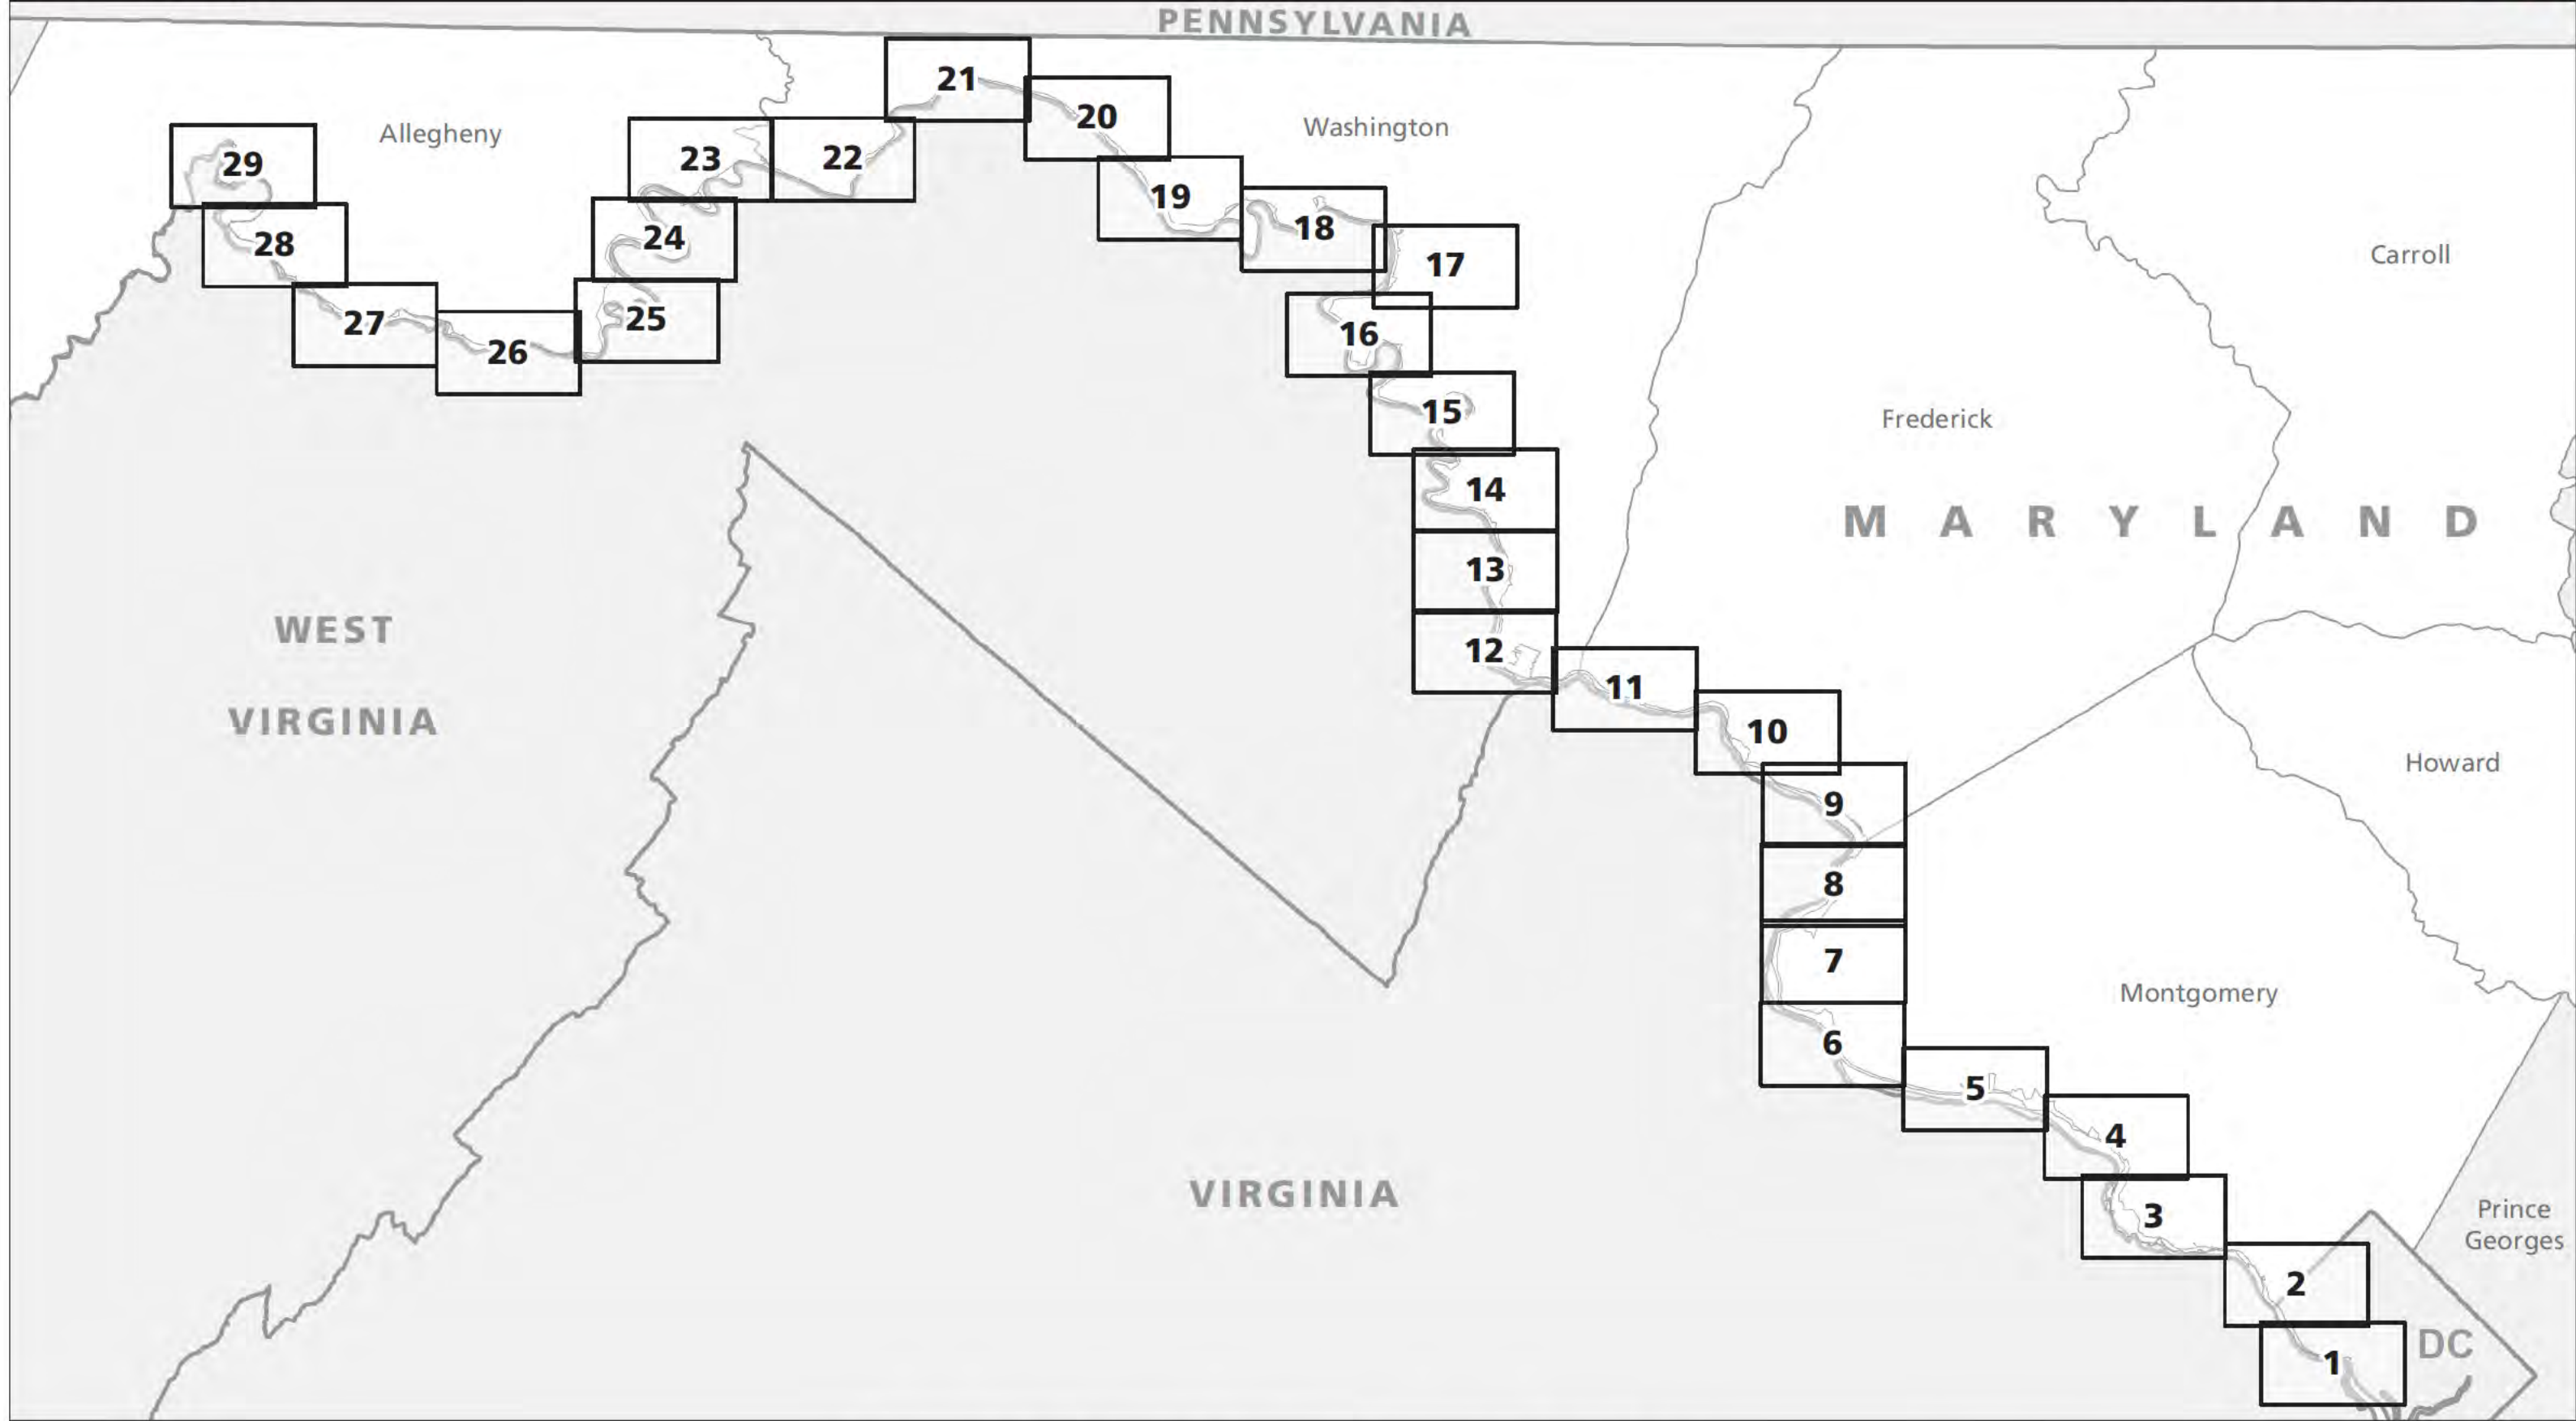 PENNSYLVANIA
21
20
Washington
Allegheny
29
23
22
19
18
28
24
17
Carroll
27
25
26
16
15
Frederick
14
MARYLAND
13
WEST
VIRGINIA
12
11
10
Howard
9
8
7
Montgomery
6
5
4
VIRGINIA
3
Prince
Georges
2
DC
1